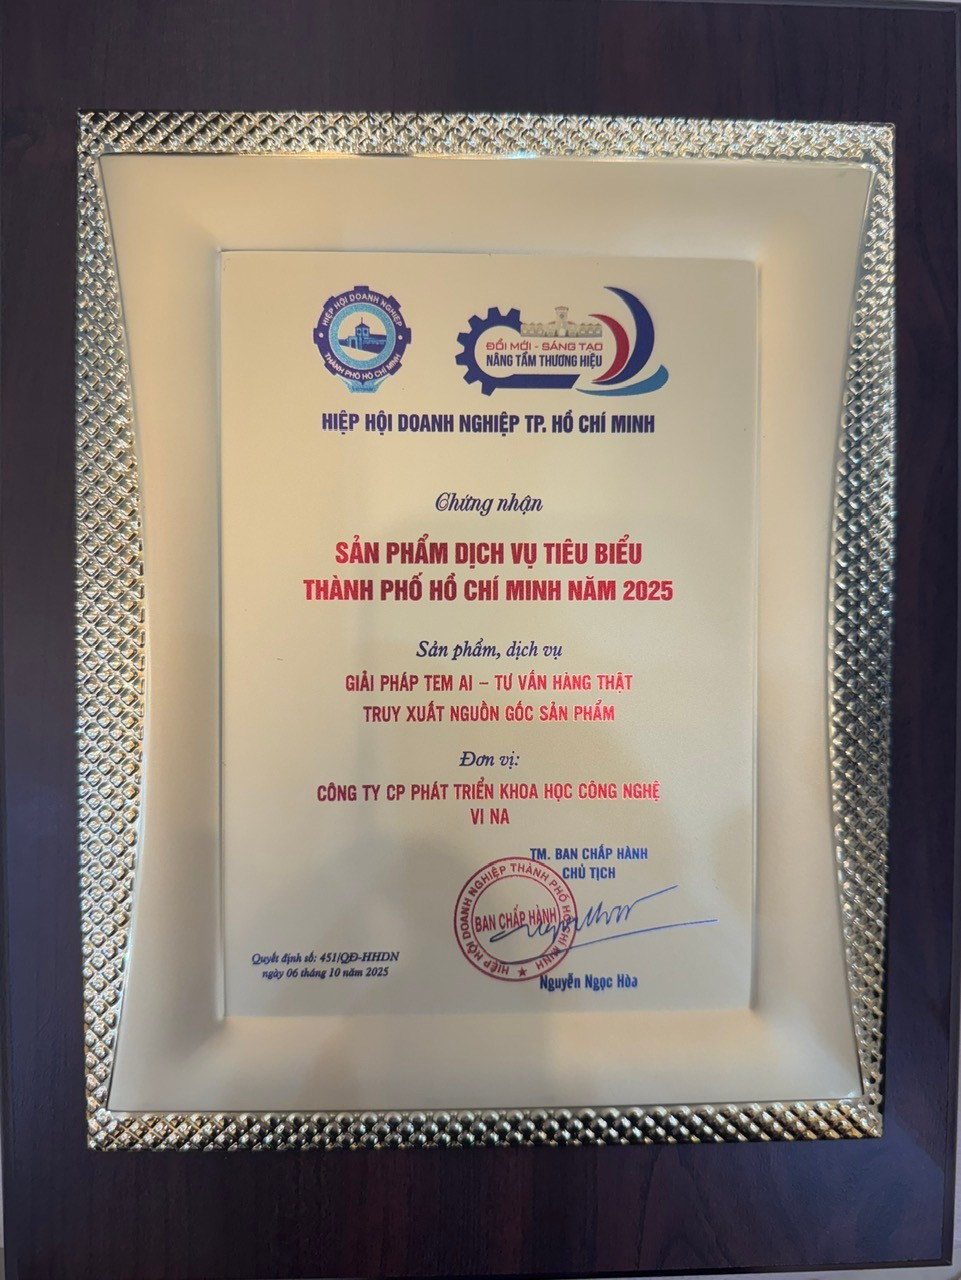 HIỆP HỘI DOANH NGHIỆP
THÀNH PHỐ HỒ CHÍ MINH
ĐỔI MỚI - SÁNG TẠO
NÂNG TẦM THƯƠNG HIỆU
HIỆP HỘI DOANH NGHIỆP TP. HỒ CHÍ MINH
Chứng nhận
SẢN PHẨM DỊCH VỤ TIÊU BIỂU
THÀNH PHỐ HỒ CHÍ MINH NĂM 2025
Sản phẩm, dịch vụ
GIẢI PHÁP TEM AI – TƯ VẤN HÀNG THẬT
TRUY XUẤT NGUỒN GỐC SẢN PHẨM
Đơn vị:
CÔNG TY CP PHÁT TRIỂN KHOA HỌC CÔNG NGHỆ
VI NA
TM. BAN CHẤP HÀNH
CHỦ TỊCH
HIỆP HỘI DOANH NGHIỆP THÀNH PHỐ HỒ CHÍ MINH
BAN CHẤP HÀNH
Nguyễn Ngọc Hòa
Quyết định số: 451/QĐ-HHDN
ngày 06 tháng 10 năm 2025